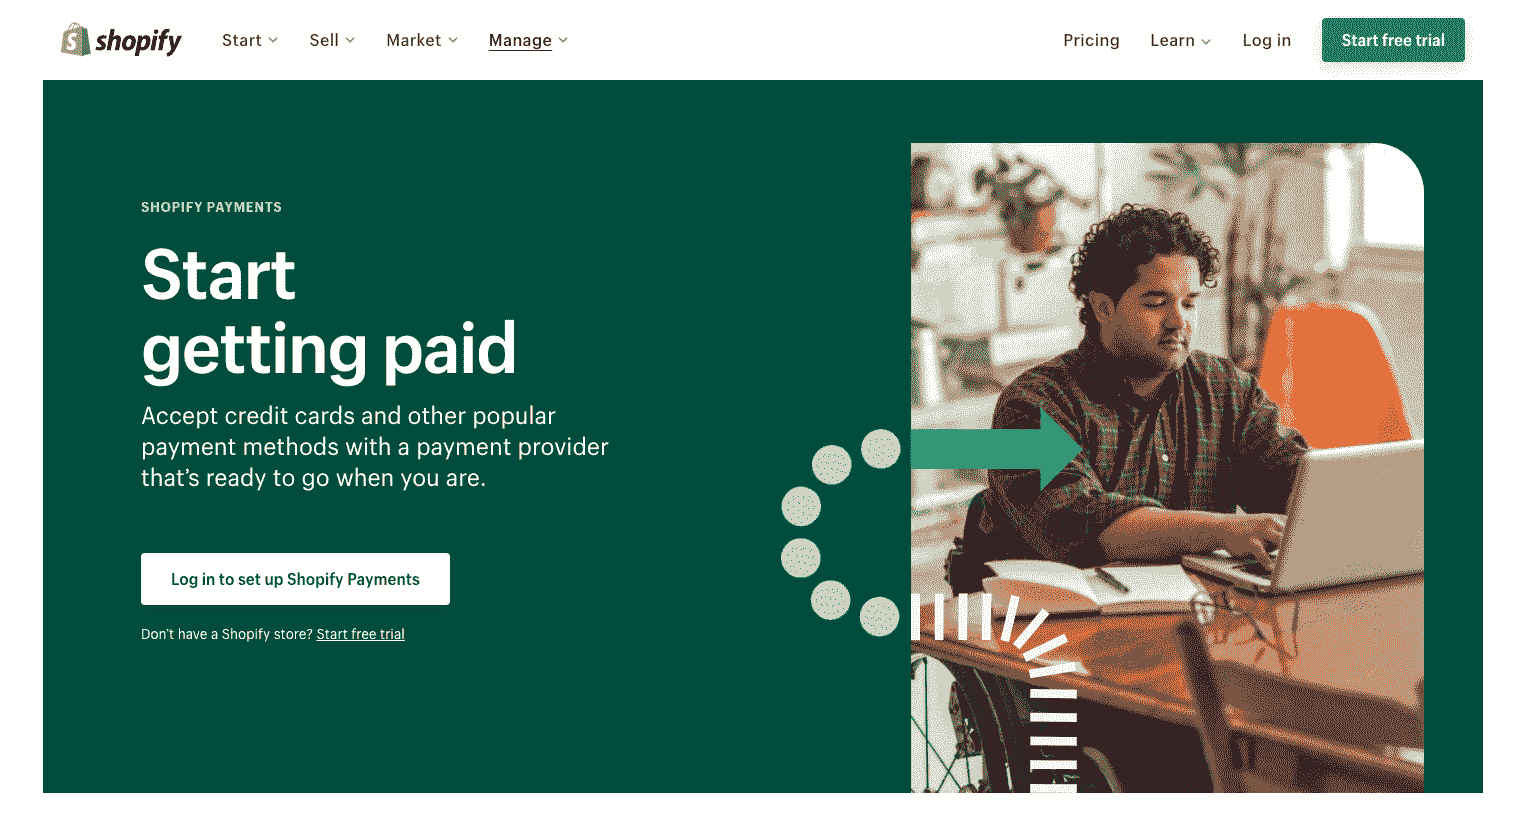 shopify
Start
Sell
Market
Manage
Pricing
Learn
Log in
Start free trial
SHOPIFY PAYMENTS
Start
getting paid
Accept credit cards and other popular
payment methods with a payment provider
that's ready to go when you are.
Log in to set up Shopify Payments
Don't have a Shopify store? Start free trial